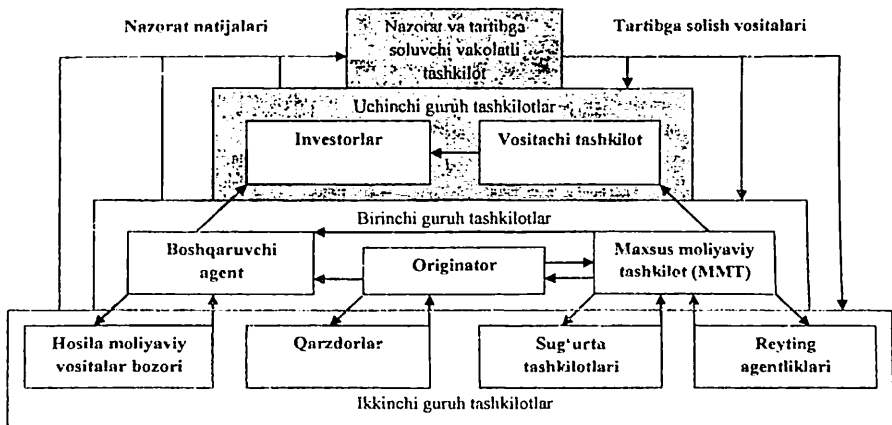 Nazorat natijalari
Nazorat va tartibga
soluvchi vakolatli
tashkilot
Tartibga solish vositalari
Uchinchi guruh tashkilotlar
Investorlar
Vositachi tashkilot
Birinchi guruh tashkilotlar
Boshqaruvchi
agent
Originator
Maxsus moliyaviy
tashkilot (MMT)
Hosila moliyaviy
vositalar bozori
Qarzdorlar
Sug‘urta
tashkilotlari
Reyting
agentliklari
Ikkinchi guruh tashkilotlar